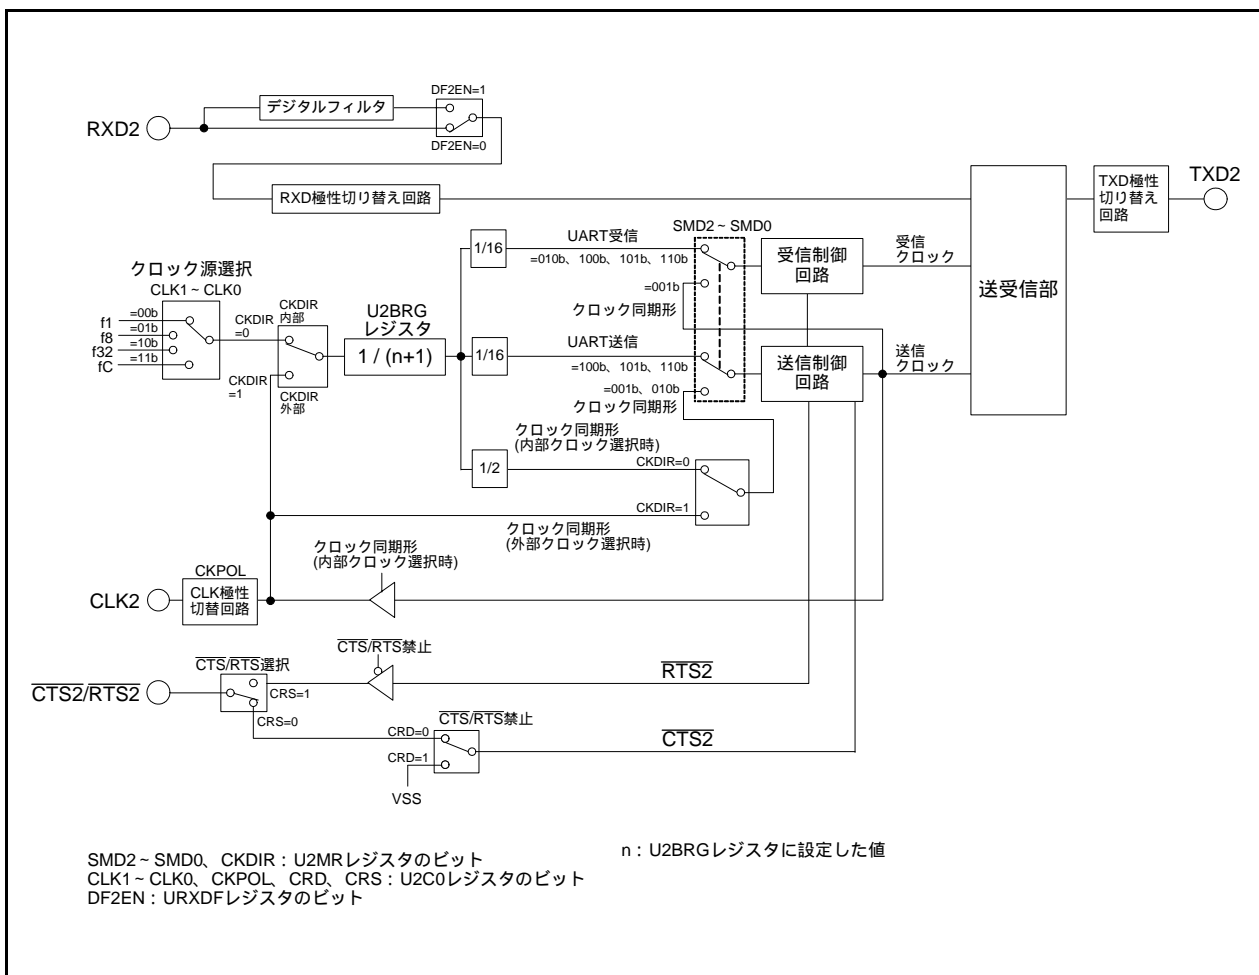 DF2EN=1
デジタルフィルタ
RXD2
DF2EN=0
RXD極性切り替え回路
TXD極性
切り替え
回路
TXD2
SMD2～SMD0
1/16
UART受信
=010b、100b、101b、110b
=001b
クロック同期形
受信制御
回路
受信
クロック
送受信部
クロック源選択
CLK1～CLK0
f1
=00b
f8
=01b
f32
=10b
fC
=11b
CKDIR
=0
CKDIR
内部
CKDIR
=1
CKDIR
外部
U2BRG
レジスタ
1 / (n+1)
1/16
UART送信
=100b、101b、110b
=001b、010b
クロック同期形
送信制御
回路
送信
クロック
クロック同期形
(内部クロック選択時)
1/2
CKDIR=0
CKDIR=1
クロック同期形
(外部クロック選択時)
クロック同期形
(内部クロック選択時)
CKPOL
CLK2
CLK極性
切替回路
CTS/RTS禁止
CTS/RTS選択
CTS2/RTS2
CRS=1
CRS=0
RTS2
CTS/RTS禁止
CRD=0
CRD=1
CTS2
VSS
SMD2～SMD0、CKDIR：U2MRレジスタのビット
CLK1～CLK0、CKPOL、CRD、CRS：U2C0レジスタのビット
DF2EN：URXDFレジスタのビット
n：U2BRGレジスタに設定した値